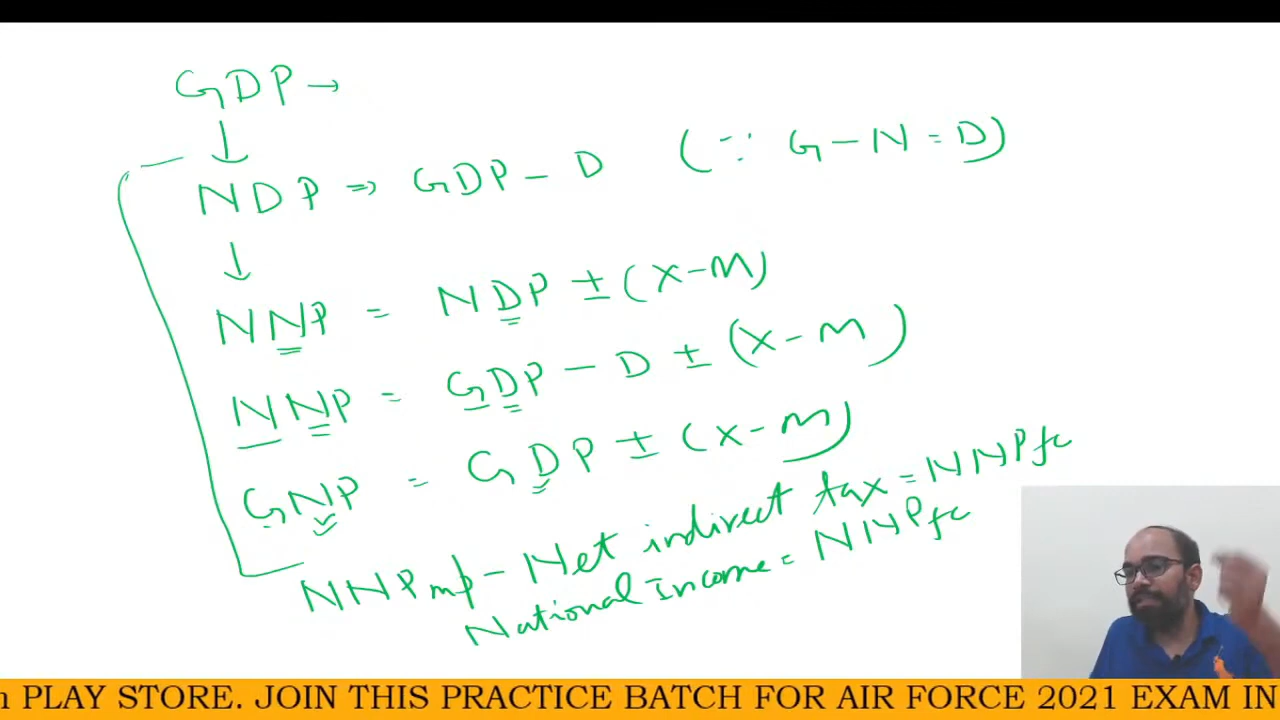 GDP →
↓
NDP ⇒ GDP - D (∵ G - N = D)
↓
NNP = NDP ± (X-M)
NNP = GDP - D ± (X-M)
GNP = GDP ± (X-M)
NNPmp - Net indirect tax = NNPfc
National Income = NNPfc
n PLAY STORE. JOIN THIS PRACTICE BATCH FOR AIR FORCE 2021 EXAM IN